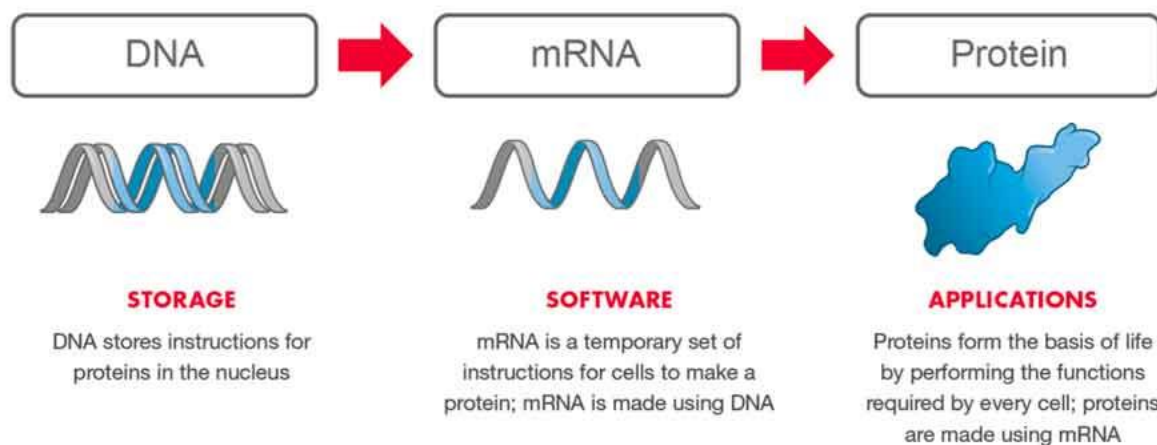 DNA
mRNA
Protein
STORAGE
DNA stores instructions for
proteins in the nucleus
SOFTWARE
mRNA is a temporary set of
instructions for cells to make a
protein; mRNA is made using DNA
APPLICATIONS
Proteins form the basis of life
by performing the functions
required by every cell; proteins
are made using mRNA